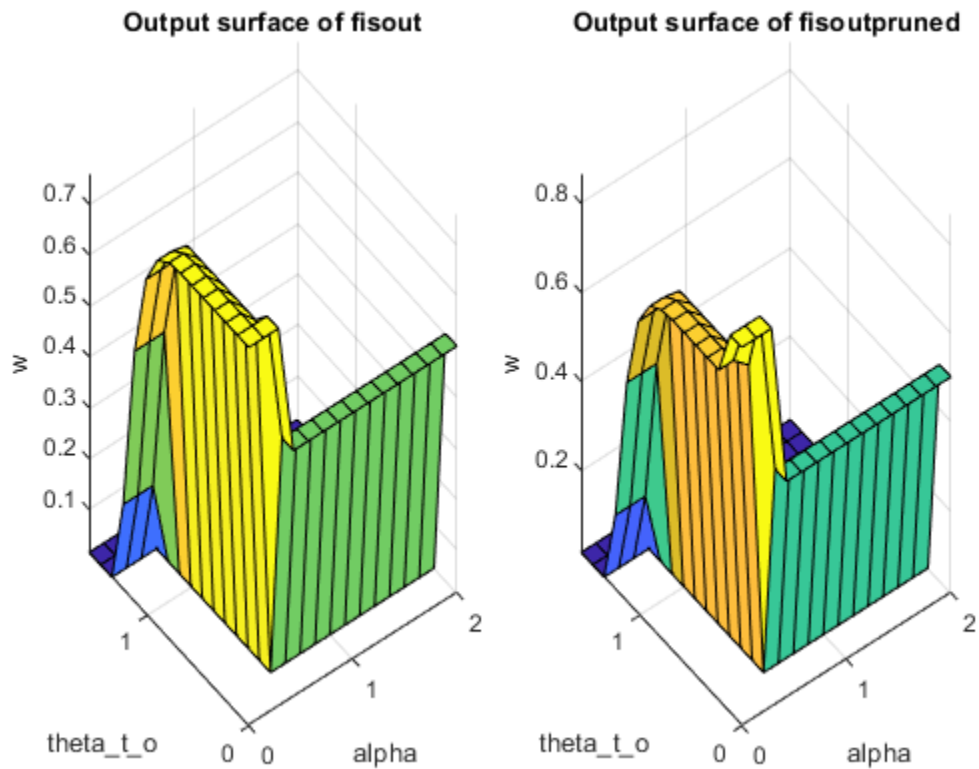 Output surface of fisout
0.7
0.6
0.5
0.4
0.3
0.2
0.1
w
1
0
theta_t_o
0
1
2
alpha
Output surface of fisoutpruned
0.8
0.6
0.4
0.2
w
1
0
theta_t_o
0
1
2
alpha